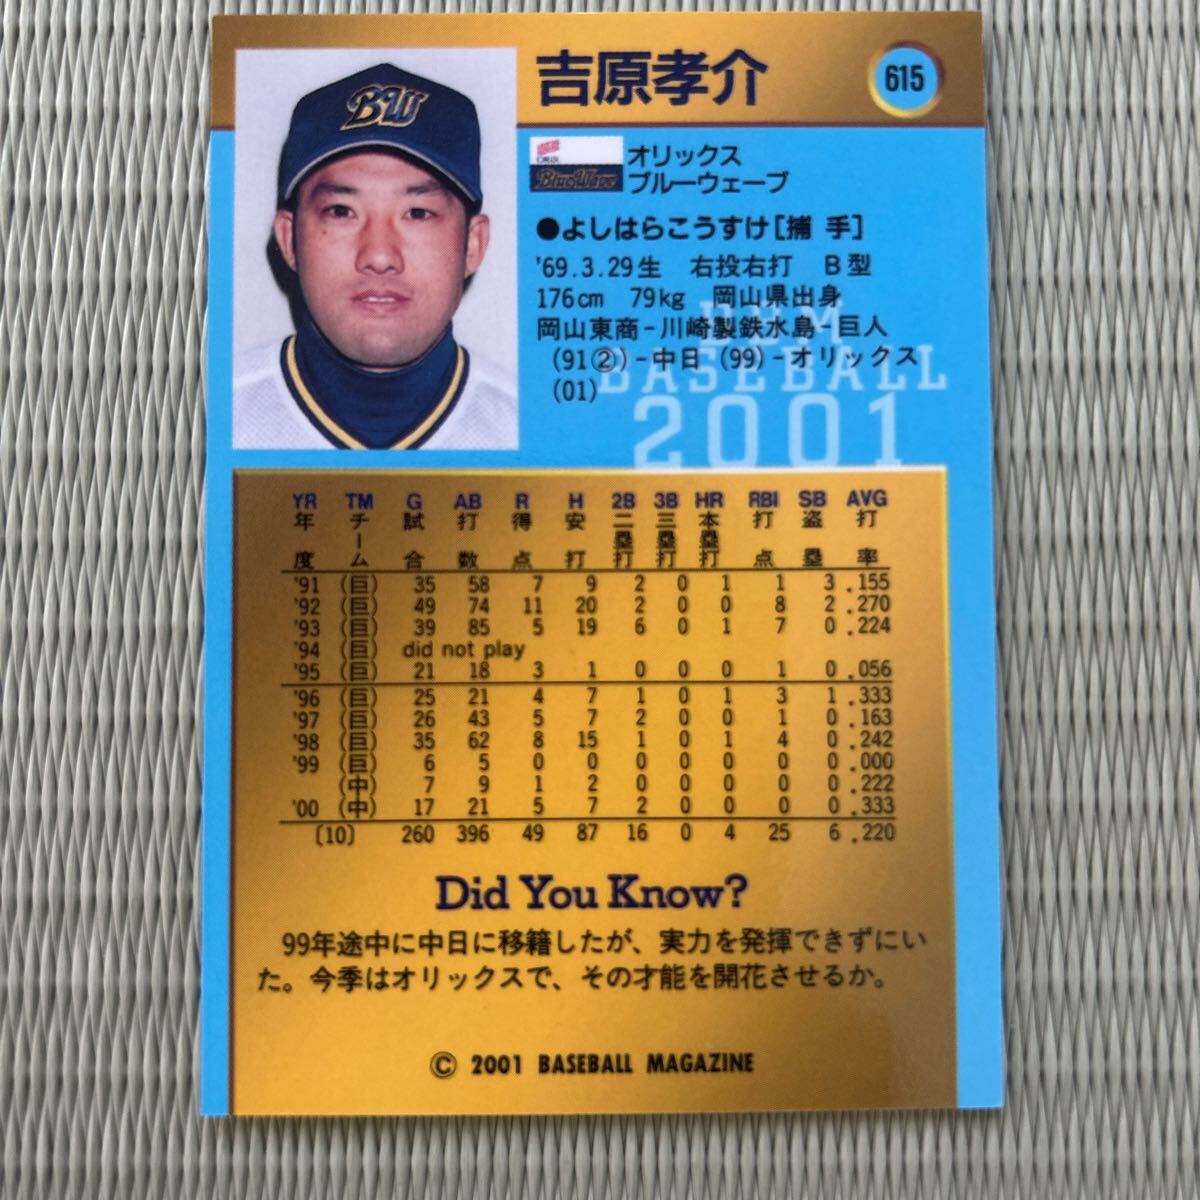 吉原孝介
615
BW
ORIX
BlueWave
オリックス
ブルーウェーブ
●よしはらこうすけ[捕 手]
'69.3.29生 右投右打 B型
176cm 79kg 岡山県出身
岡山東商-川崎製鉄水島-巨人
(91②)-中日(99)-オリックス
(01)
BBM
BASEBALL
2001
YR TM G AB R H 2B 3B HR RBI SB AVG
年度 チーム 試合 打数 得点 安打 二塁打 三塁打 本塁打 打点 盗塁 打率
'91 (巨) 35 58 7 9 2 0 1 1 3 .155
'92 (巨) 49 74 11 20 2 0 0 8 2 .270
'93 (巨) 39 85 5 19 6 0 1 7 0 .224
'94 (巨) did not play
'95 (巨) 21 18 3 1 0 0 0 1 0 .056
'96 (巨) 25 21 4 7 1 0 1 3 1 .333
'97 (巨) 26 43 5 7 2 0 0 1 0 .163
'98 (巨) 35 62 8 15 1 0 1 4 0 .242
'99 (巨) 6 5 0 0 0 0 0 0 0 .000
(中) 7 9 1 2 0 0 0 0 0 .222
'00 (中) 17 21 5 7 2 0 0 0 0 .333
〔10〕 260 396 49 87 16 0 4 25 6 .220
Did You Know?
99年途中に中日に移籍したが、実力を発揮できずにい
た。今季はオリックスで、その才能を開花させるか。
© 2001 BASEBALL MAGAZINE